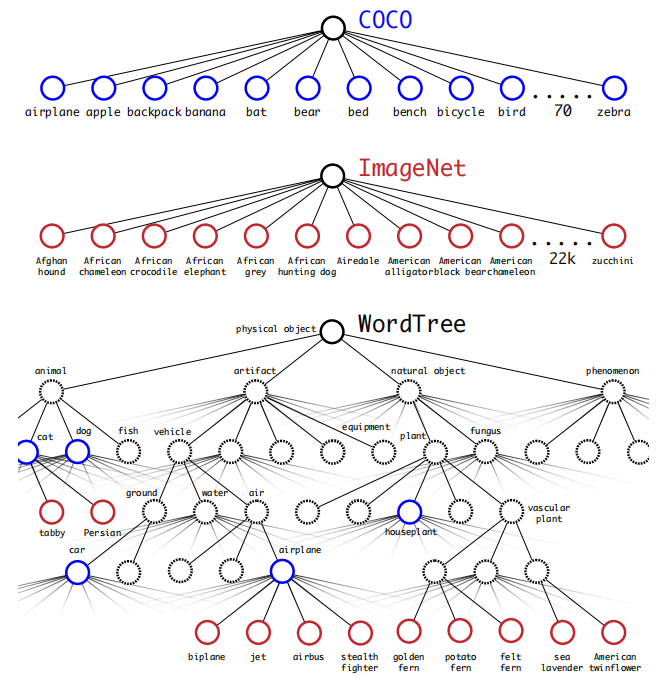 COCO
airplane apple backpack banana bat bear bed bench bicycle bird ..... 70 zebra
ImageNet
Afghan hound
African chameleon
African crocodile
African elephant
African grey
African hunting dog
Airedale
American alligator
American black bear
American chameleon
..... 22k
zucchini
WordTree
physical object
animal artifact natural object phenomenon
cat dog fish vehicle equipment plant fungus
tabby Persian ground water air houseplant vascular plant
car airplane
biplane jet airbus
stealth fighter
golden fern
potato fern
felt fern
sea lavender
American twinflower